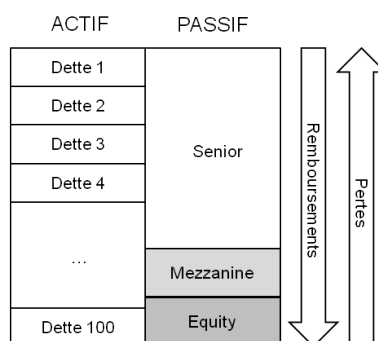 ACTIF
PASSIF
Dette 1
Dette 2
Dette 3
Dette 4
...
Dette 100
Senior
Mezzanine
Equity
Remboursements
Pertes